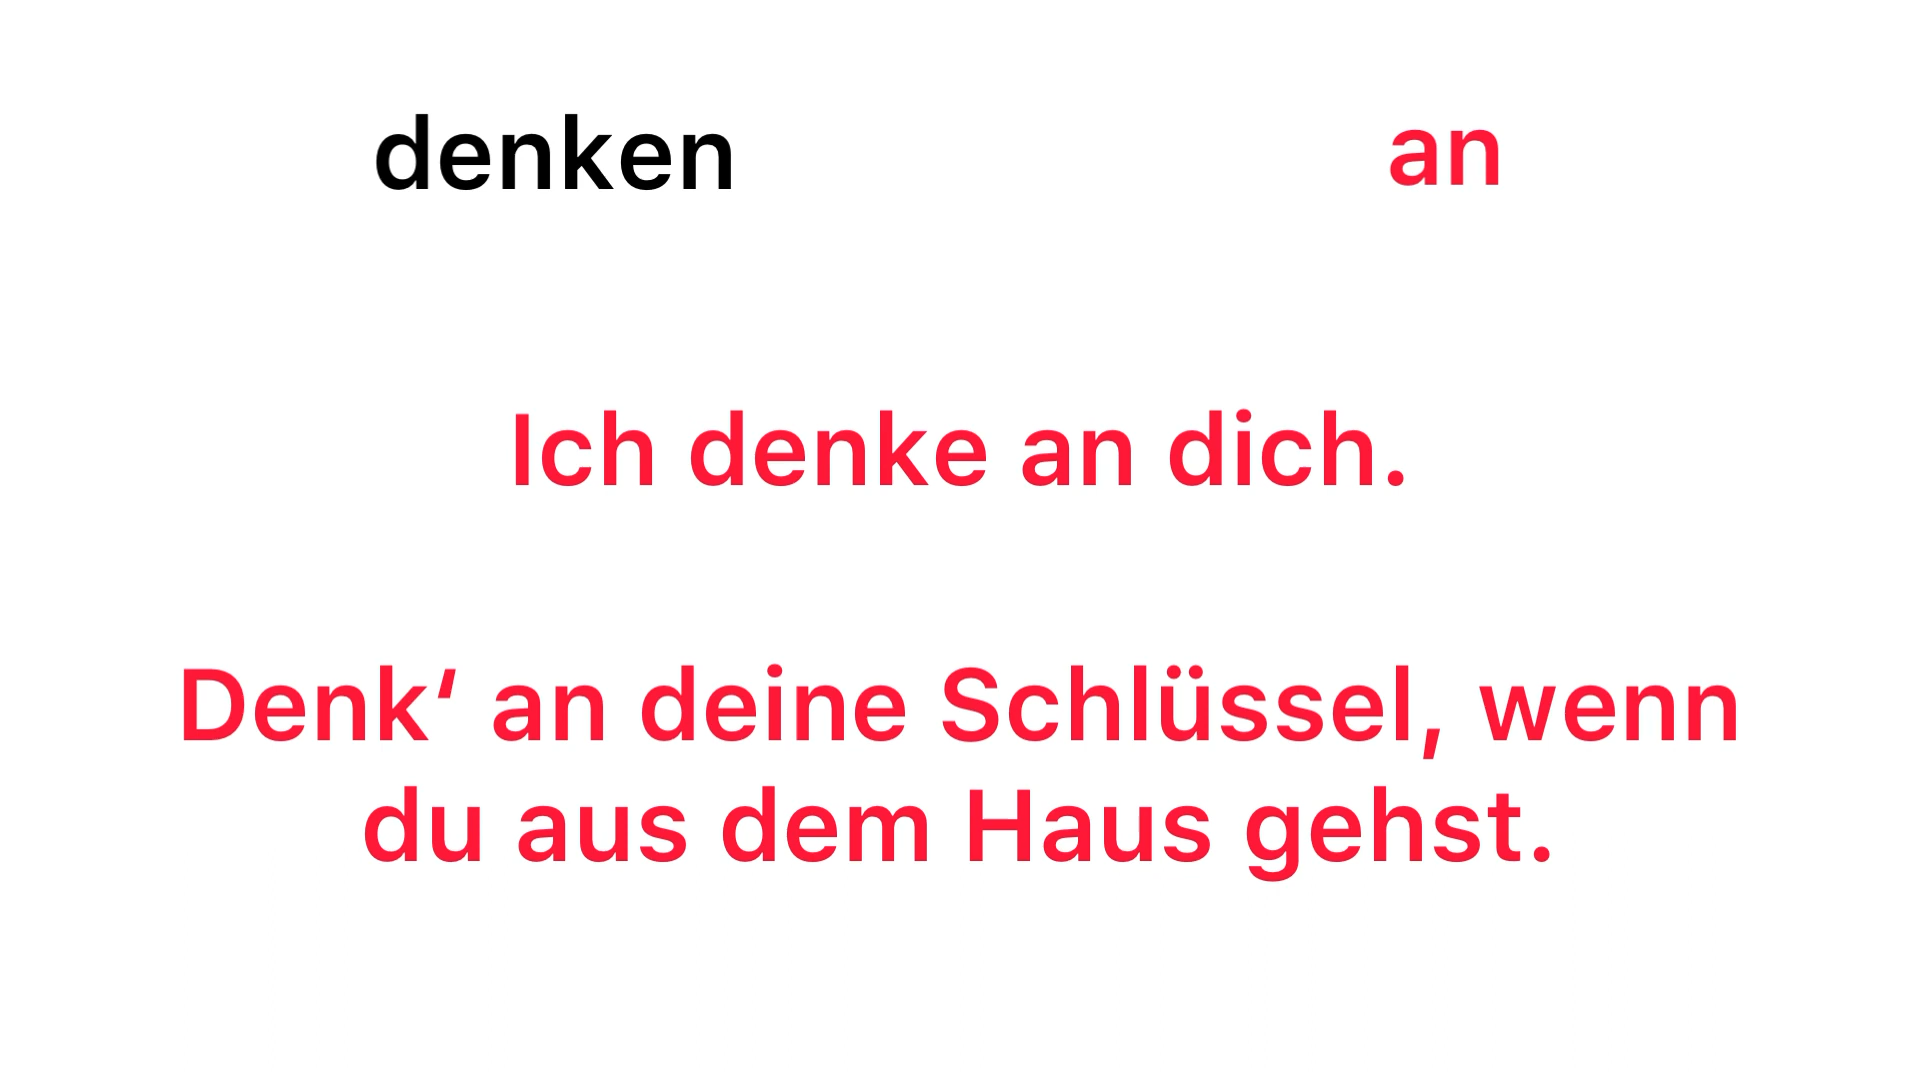 denken an
Ich denke an dich.
Denk‘ an deine Schlüssel, wenn
du aus dem Haus gehst.